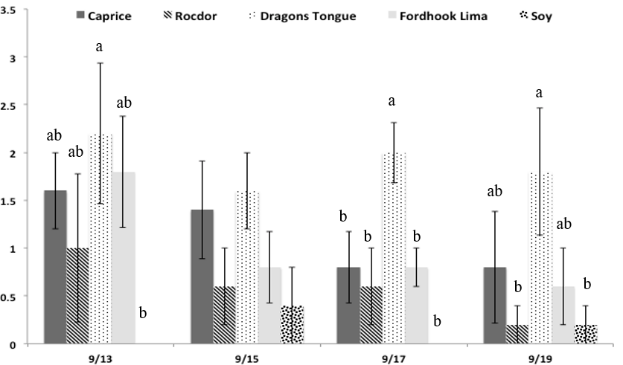 3.5
Caprice Rocdor Dragons Tongue Fordhook Lima Soy
3
a
2.5
a
a
ab
ab
2
ab
1.5
ab
ab
b
b
b
1
b
b
0.5
b
b
0
9/13 9/15 9/17 9/19